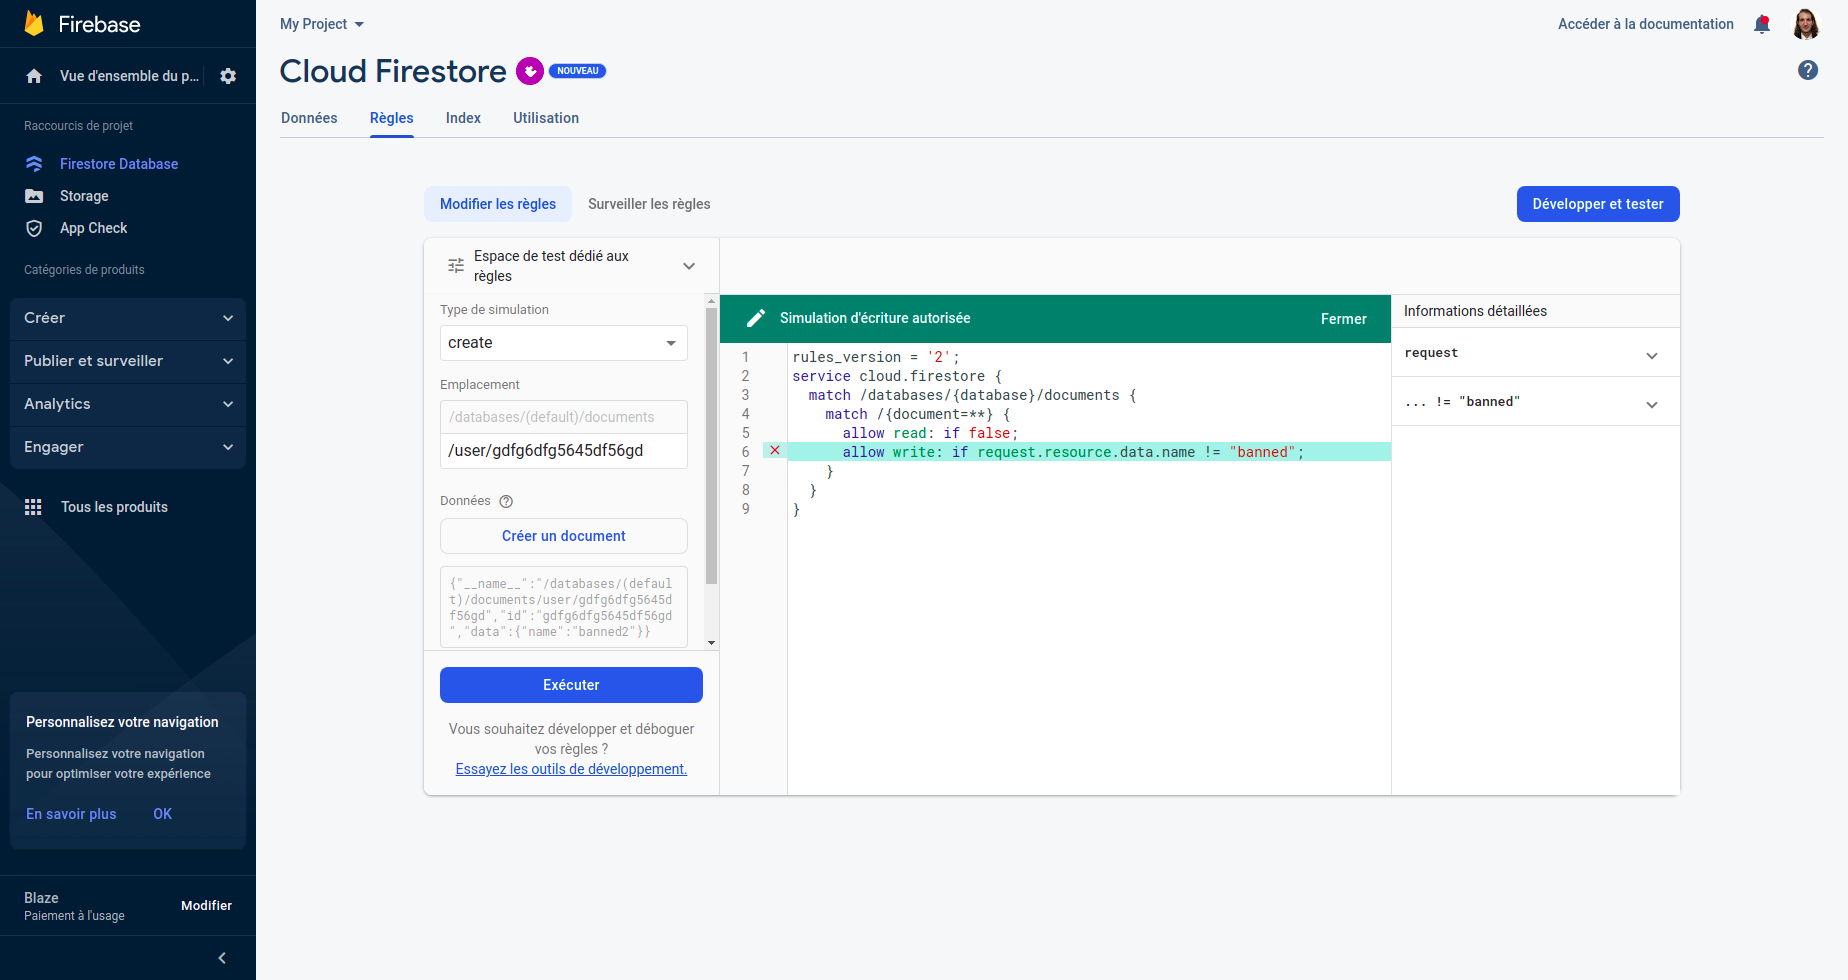 Firebase
Vue d'ensemble du p...
Raccourcis de projet
Firestore Database
Storage
App Check
Catégories de produits
Créer
Publier et surveiller
Analytics
Engager
Tous les produits
Personnalisez votre navigation
Personnalisez votre navigation
pour optimiser votre expérience
En savoir plus OK
Blaze
Paiement à l'usage
Modifier
My Project
Accéder à la documentation
Cloud Firestore NOUVEAU
Données Règles Index Utilisation
Modifier les règles Surveiller les règles
Développer et tester
Espace de test dédié aux
règles
Type de simulation
create
Emplacement
/databases/(default)/documents
/user/gdfg6dfg5645df56gd
Données
Créer un document
{"__name__":"/databases/(defaul
t)/documents/user/gdfg6dfg5645d
f56gd","id":"gdfg6dfg5645df56gd
","data":{"name":"banned2"}}
Exécuter
Vous souhaitez développer et déboguer
vos règles ?
Essayez les outils de développement.
Simulation d'écriture autorisée Fermer
1 rules_version = '2';
2 service cloud.firestore {
3 match /databases/{database}/documents {
4 match /{document=**} {
5 allow read: if false;
6 allow write: if request.resource.data.name != "banned";
7 }
8 }
9 }
Informations détaillées
request
... != "banned"